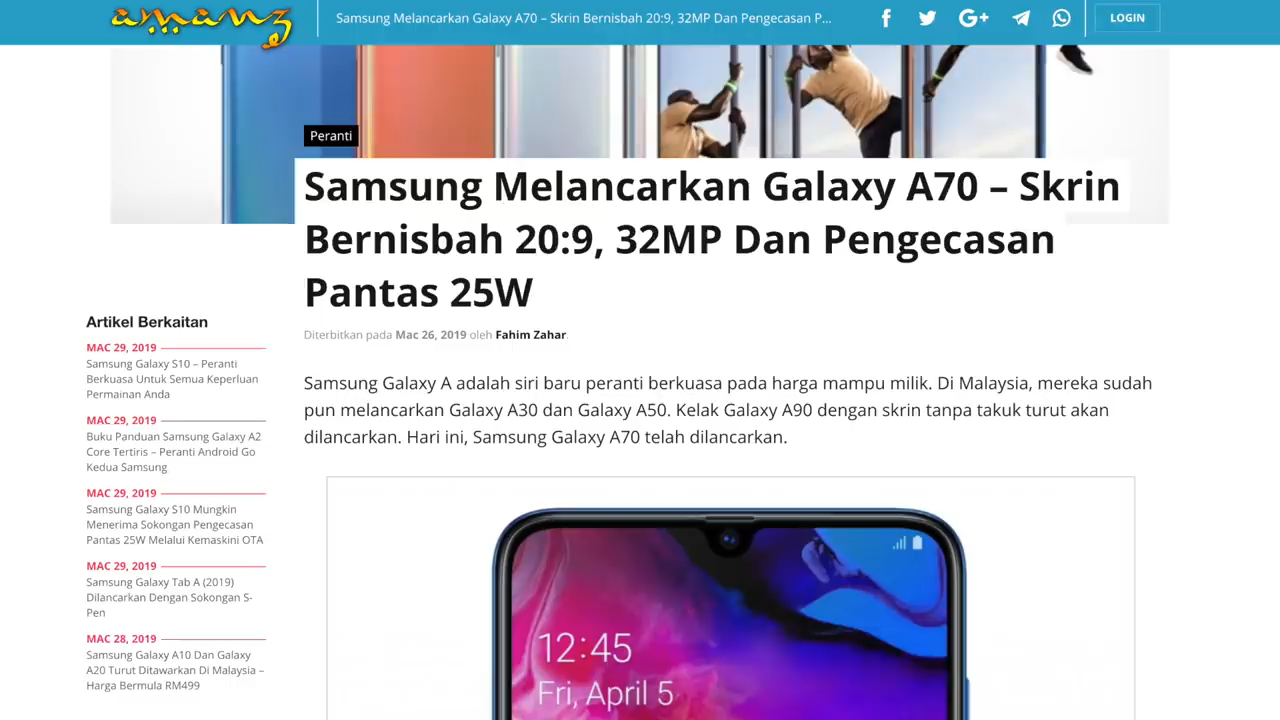 amanz
Samsung Melancarkan Galaxy A70 – Skrin Bernisbah 20:9, 32MP Dan Pengecasan P...
LOGIN
Peranti
Samsung Melancarkan Galaxy A70 – Skrin
Bernisbah 20:9, 32MP Dan Pengecasan
Pantas 25W
Diterbitkan pada Mac 26, 2019 oleh Fahim Zahar.
Artikel Berkaitan
MAC 29, 2019
Samsung Galaxy S10 – Peranti
Berkuasa Untuk Semua Keperluan
Permainan Anda
MAC 29, 2019
Buku Panduan Samsung Galaxy A2
Core Tertiris – Peranti Android Go
Kedua Samsung
MAC 29, 2019
Samsung Galaxy S10 Mungkin
Menerima Sokongan Pengecasan
Pantas 25W Melalui Kemaskini OTA
MAC 29, 2019
Samsung Galaxy Tab A (2019)
Dilancarkan Dengan Sokongan S-
Pen
MAC 28, 2019
Samsung Galaxy A10 Dan Galaxy
A20 Turut Ditawarkan Di Malaysia –
Harga Bermula RM499
Samsung Galaxy A adalah siri baru peranti berkuasa pada harga mampu milik. Di Malaysia, mereka sudah
pun melancarkan Galaxy A30 dan Galaxy A50. Kelak Galaxy A90 dengan skrin tanpa takuk turut akan
dilancarkan. Hari ini, Samsung Galaxy A70 telah dilancarkan.
12:45
Fri, April 5